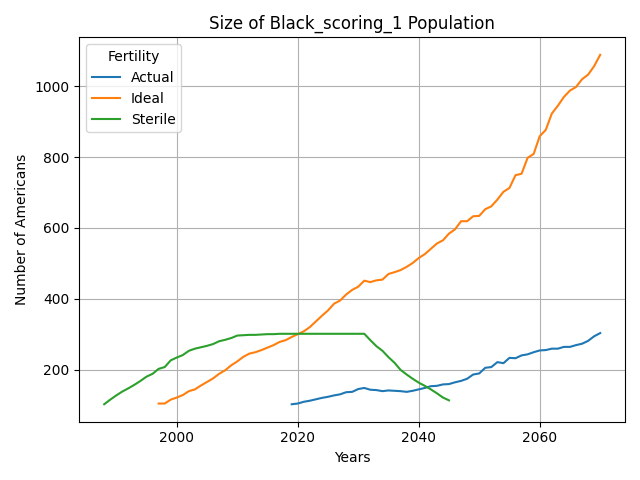 Size of Black_scoring_1 Population
Fertility
Actual
Ideal
Sterile
Number of Americans
1000
800
600
400
200
2000
2020
2040
2060
Years